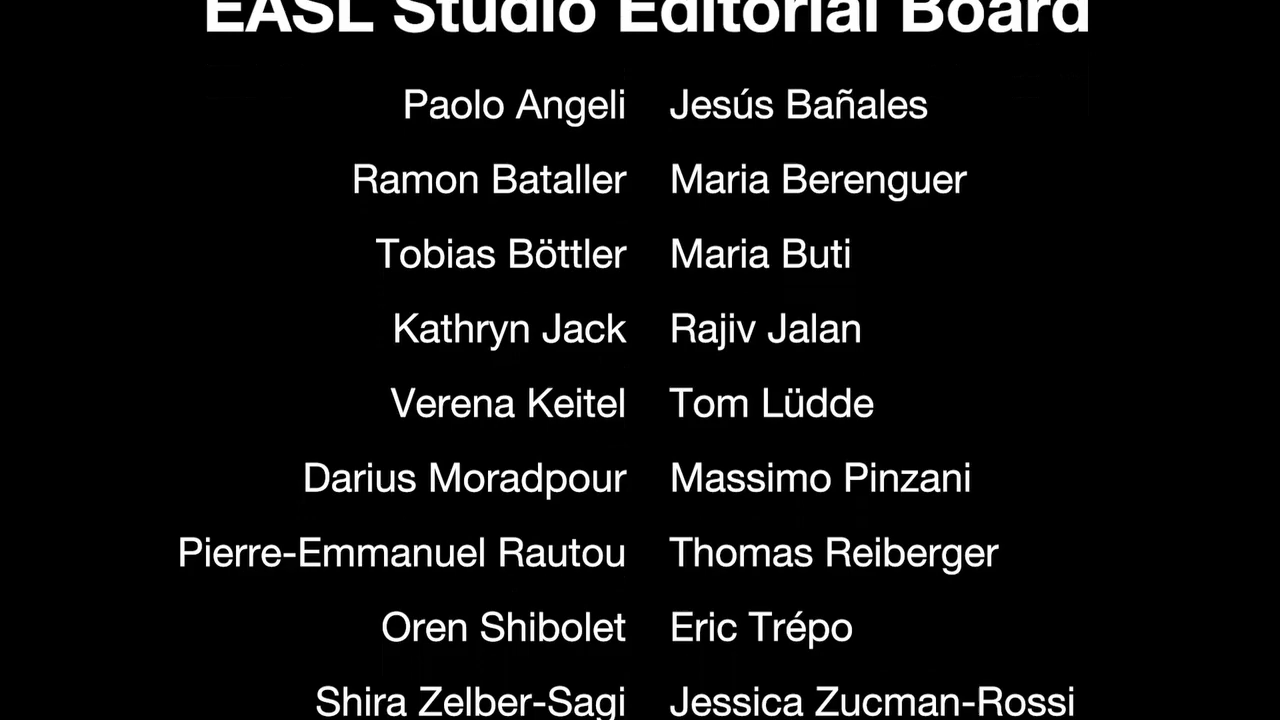 EASL Studio Editorial Board
Paolo Angeli Jesús Bañales
Ramon Bataller Maria Berenguer
Tobias Böttler Maria Buti
Kathryn Jack Rajiv Jalan
Verena Keitel Tom Lüdde
Darius Moradpour Massimo Pinzani
Pierre-Emmanuel Rautou Thomas Reiberger
Oren Shibolet Eric Trépo
Shira Zelber-Sagi Jessica Zucman-Rossi